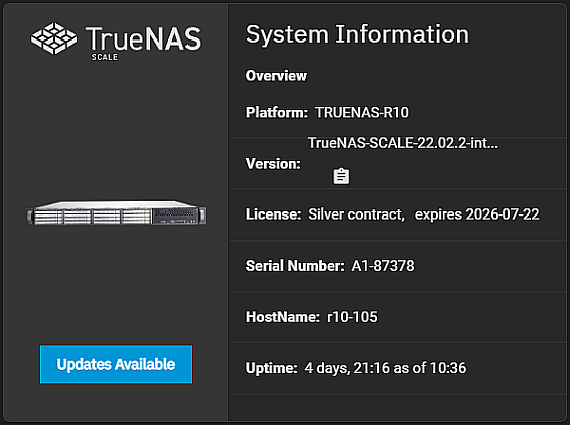 TrueNAS
SCALE
Updates Available
System Information
Overview
Platform: TRUENAS-R10
Version: TrueNAS-SCALE-22.02.2-int...
License: Silver contract, expires 2026-07-22
Serial Number: A1-87378
HostName: r10-105
Uptime: 4 days, 21:16 as of 10:36